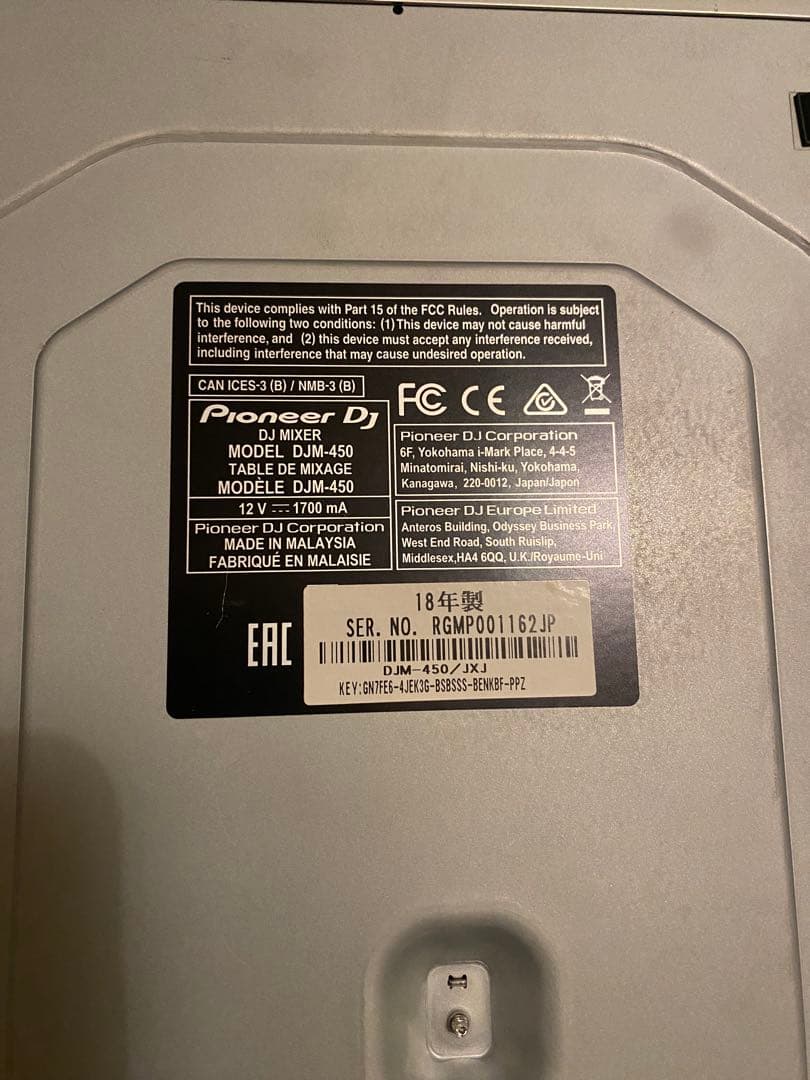 This device complies with Part 15 of the FCC Rules. Operation is subject
to the following two conditions: (1) This device may not cause harmful
interference, and (2) this device must accept any interference received,
including interference that may cause undesired operation.
CAN ICES-3 (B) / NMB-3 (B)
FC CE
Pioneer Dj
DJ MIXER
MODEL DJM-450
TABLE DE MIXAGE
MODÈLE DJM-450
12 V ⎓ 1700 mA
Pioneer DJ Corporation
MADE IN MALAYSIA
FABRIQUÉ EN MALAISIE
Pioneer DJ Corporation
6F, Yokohama i-Mark Place, 4-4-5
Minatomirai, Nishi-ku, Yokohama,
Kanagawa, 220-0012, Japan/Japon
Pioneer DJ Europe Limited
Anteros Building, Odyssey Business Park
West End Road, South Ruislip,
Middlesex,HA4 6QQ, U.K./Royaume-Uni
EAC
18年製
SER. NO. RGMP001162JP
DJM-450/JXJ
KEY:GN7FE6-4JEK3G-BSBSSS-BENKBF-PPZ